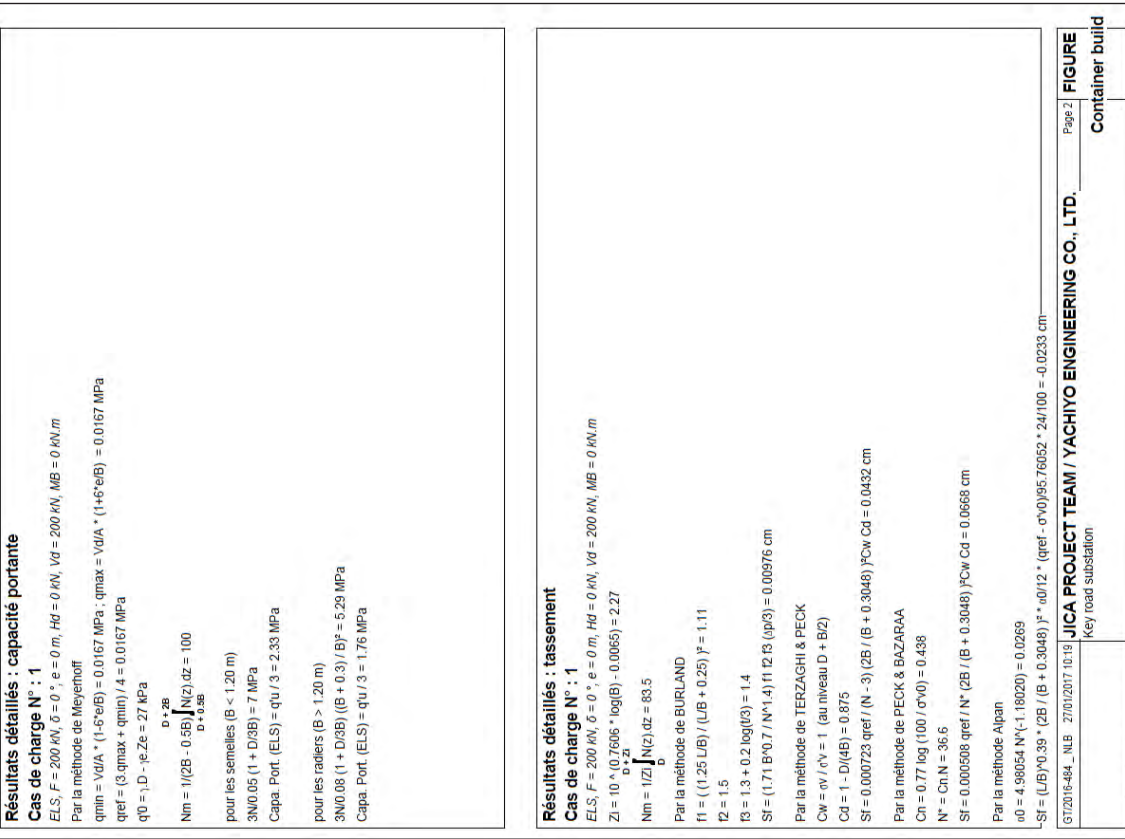 Résultats détaillés : capacité portante
Cas de charge N° : 1
ELS, F = 200 kN, δ = 0 °, e = 0 m, Hd = 0 kN, Vd = 200 kN, MB = 0 kN.m
Par la méthode de Meyerhoff
qmin = Vd/A * (1-6*e/B) = 0.0167 MPa ; qmax = Vd/A * (1+6*e/B) = 0.0167 MPa
qref = (3.qmax + qmin) / 4 = 0.0167 MPa
q'0 = γ.D - γe.Ze = 27 kPa
D + 2B
Nm = 1/(2B - 0.5B) ∫ N(z).dz = 100
D + 0.5B
pour les semelles (B < 1.20 m)
3N/0.05 (1 + D/3B) = 7 MPa
Capa. Port. (ELS) = q'u / 3 = 2.33 MPa
pour les radiers (B > 1.20 m)
3N/0.08 (1 + D/3B) ((B + 0.3) / B)² = 5.29 MPa
Capa. Port. (ELS) = q'u / 3 = 1.76 MPa
Résultats détaillés : tassement
Cas de charge N° : 1
ELS, F = 200 kN, δ = 0 °, e = 0 m, Hd = 0 kN, Vd = 200 kN, MB = 0 kN.m
Zi = 10 ^ (0.7606 * log(B) - 0.0065) = 2.27
D + Zi
Nm = 1/Zi ∫ N(z).dz = 83.5
D
Par la méthode de BURLAND
f1 = ( (1.25 L/B) / (L/B + 0.25) )² = 1.11
f2 = 1.5
f3 = 1.3 + 0.2 log(t/3) = 1.4
Sf = (1.71 B^0.7 / N^1.4) f1 f2 f3 (Δp/3) = 0.00976 cm
Par la méthode de TERZAGHI & PECK
Cw = σv / σ'v = 1 (au niveau D + B/2)
Cd = 1 - D/(4B) = 0.875
Sf = 0.000723 qref / (N - 3) (2B / (B + 0.3048) )²Cw Cd = 0.0432 cm
Par la méthode de PECK & BAZARAA
Cn = 0.77 log (100 / σ'v0) = 0.438
N* = Cn.N = 36.6
Sf = 0.000508 qref / N* (2B / (B + 0.3048) )²Cw Cd = 0.0668 cm
Par la méthode Alpan
α0 = 4.98054 N^(-1.18020) = 0.0269
Sf = (L/B)^0.39 * (2B / (B + 0.3048))² * α0/12 * (qref - σ'v0)/95.76052 * 24/100 = -0.0233 cm
GT/2016-484 _ NLB 27/01/2017 10:19 JICA PROJECT TEAM / YACHIYO ENGINEERING CO., LTD. Page 2 FIGURE
Key road substation
Container build